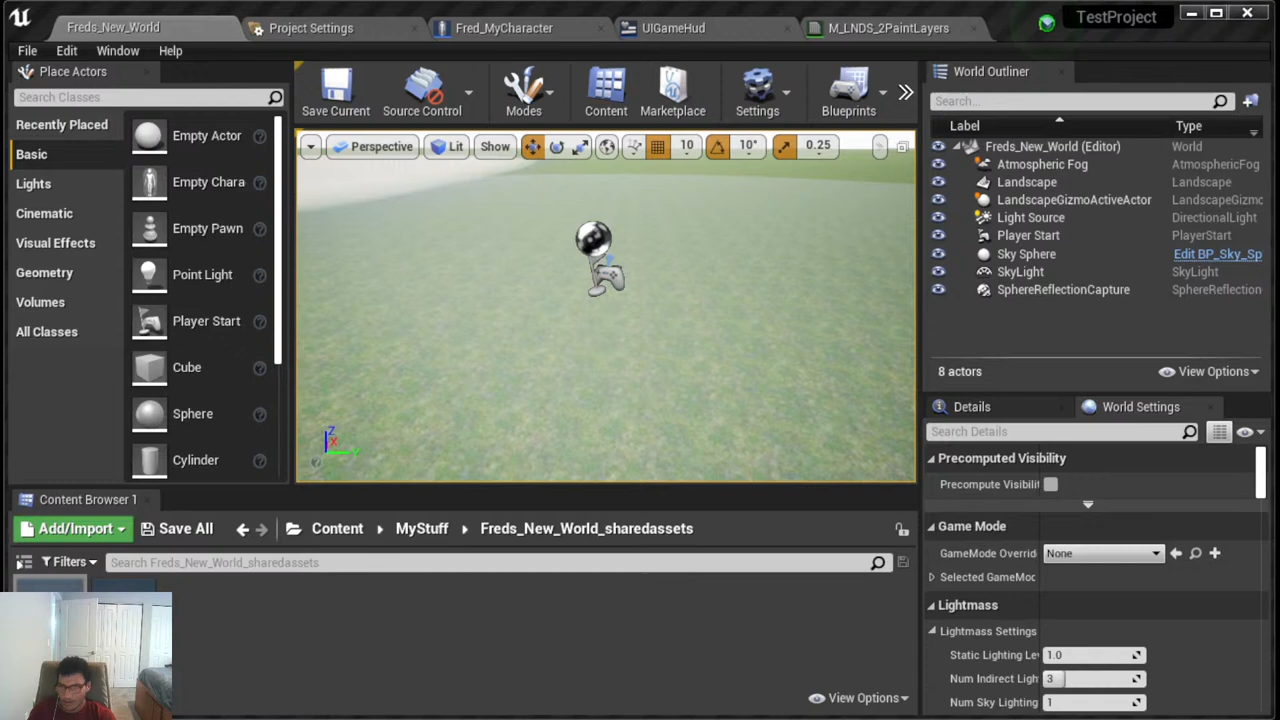 Freds_New_World
Project Settings
Fred_MyCharacter
UIGameHud
M_LNDS_2PaintLayers
TestProject
File Edit Window Help
Place Actors
Search Classes
Recently Placed
Basic
Lights
Cinematic
Visual Effects
Geometry
Volumes
All Classes
Empty Actor
Empty Chara
Empty Pawn
Point Light
Player Start
Cube
Sphere
Cylinder
Save Current
Source Control
Modes
Content
Marketplace
Settings
Blueprints
Perspective Lit Show 10 10° 0.25
Z
X
World Outliner
Search...
Label Type
Freds_New_World (Editor) World
Atmospheric Fog AtmosphericFog
Landscape Landscape
LandscapeGizmoActiveActor LandscapeGizmo
Light Source DirectionalLight
Player Start PlayerStart
Sky Sphere Edit BP_Sky_Sp
SkyLight SkyLight
SphereReflectionCapture SphereReflection
8 actors View Options
Details World Settings
Search Details
Precomputed Visibility
Precompute Visibilit
Game Mode
GameMode Overrid None
Selected GameMod
Lightmass
Lightmass Settings
Static Lighting Le 1.0
Num Indirect Ligh 3
Num Sky Lighting 1
Content Browser 1
Add/Import Save All Content MyStuff Freds_New_World_sharedassets
Filters Search Freds_New_World_sharedassets
View Options